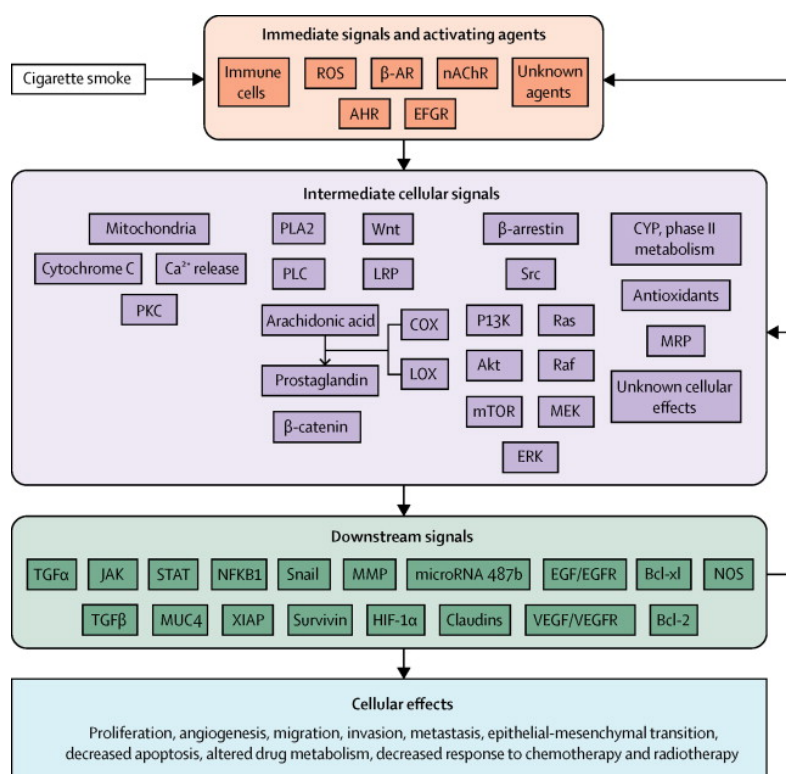 Immediate signals and activating agents
Cigarette smoke
Immune
cells
ROS
β-AR
nAChR
Unknown
agents
AHR
EFGR
Intermediate cellular signals
Mitochondria
PLA2
Wnt
β-arrestin
CYP, phase II
metabolism
Cytochrome C
Ca²⁺ release
PLC
LRP
Src
Antioxidants
PKC
Arachidonic acid
COX
P13K
Ras
MRP
Prostaglandin
LOX
Akt
Raf
Unknown cellular
effects
β-catenin
mTOR
MEK
ERK
Downstream signals
TGFα
JAK
STAT
NFKB1
Snail
MMP
microRNA 487b
EGF/EGFR
Bcl-xl
NOS
TGFβ
MUC4
XIAP
Survivin
HIF-1α
Claudins
VEGF/VEGFR
Bcl-2
Cellular effects
Proliferation, angiogenesis, migration, invasion, metastasis, epithelial-mesenchymal transition,
decreased apoptosis, altered drug metabolism, decreased response to chemotherapy and radiotherapy